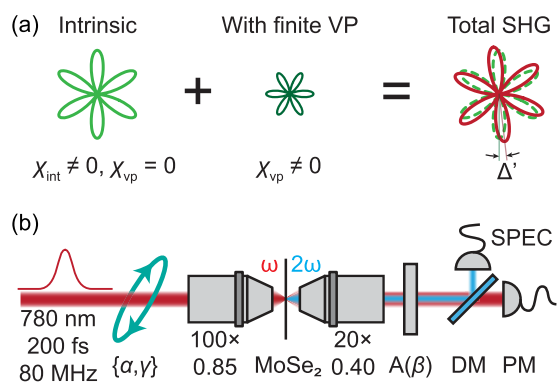 (a) Intrinsic With finite VP Total SHG
+ =
χint ≠ 0, χvp = 0 χvp ≠ 0 Δ'
(b)
SPEC
ω 2ω
780 nm
200 fs
80 MHz
{α,γ}
100×
0.85
MoSe₂
20×
0.40
A(β) DM PM